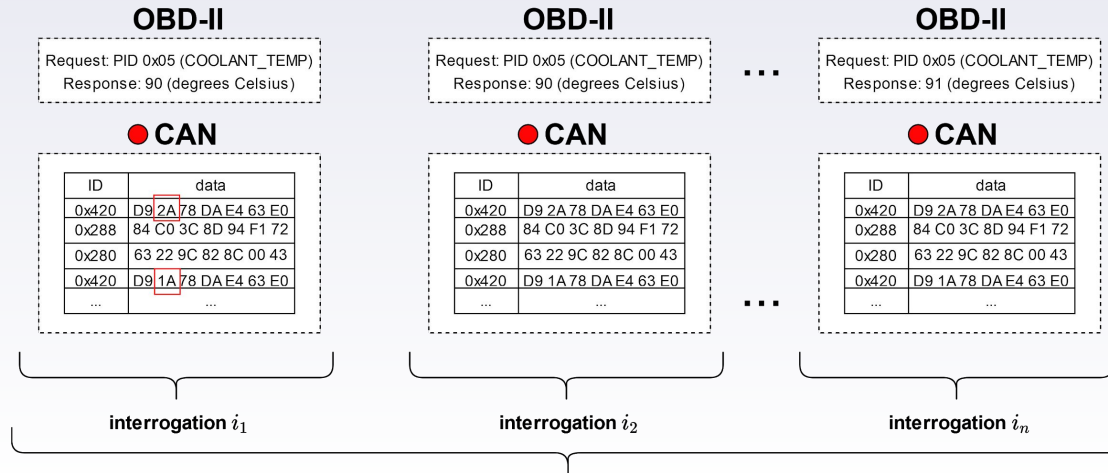 OBD-II
Request: PID 0x05 (COOLANT_TEMP)
Response: 90 (degrees Celsius)
CAN
ID data
0x420 D9 2A 78 DA E4 63 E0
0x288 84 C0 3C 8D 94 F1 72
0x280 63 22 9C 82 8C 00 43
0x420 D9 1A 78 DA E4 63 E0
... ...
interrogation i₁
OBD-II
Request: PID 0x05 (COOLANT_TEMP)
Response: 90 (degrees Celsius)
CAN
ID data
0x420 D9 2A 78 DA E4 63 E0
0x288 84 C0 3C 8D 94 F1 72
0x280 63 22 9C 82 8C 00 43
0x420 D9 1A 78 DA E4 63 E0
... ...
interrogation i₂
...
...
OBD-II
Request: PID 0x05 (COOLANT_TEMP)
Response: 91 (degrees Celsius)
CAN
ID data
0x420 D9 2A 78 DA E4 63 E0
0x288 84 C0 3C 8D 94 F1 72
0x280 63 22 9C 82 8C 00 43
0x420 D9 1A 78 DA E4 63 E0
... ...
interrogation iₙ